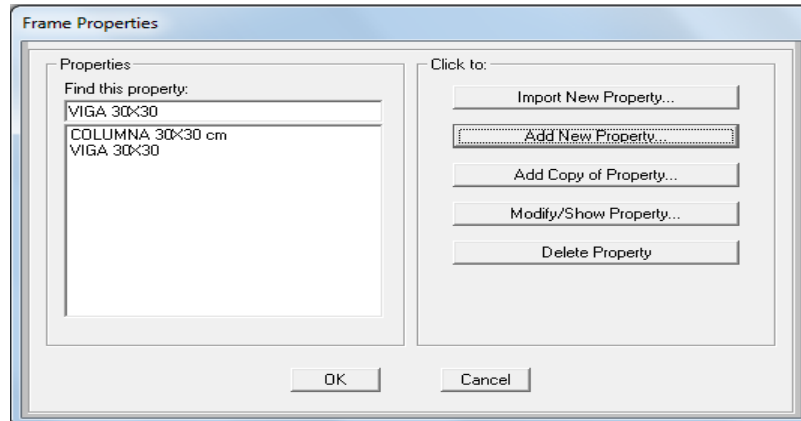 Frame Properties
Properties
Find this property:
VIGA 30X30
COLUMNA 30X30 cm
VIGA 30X30
Click to:
Import New Property...
Add New Property...
Add Copy of Property...
Modify/Show Property...
Delete Property
OK
Cancel